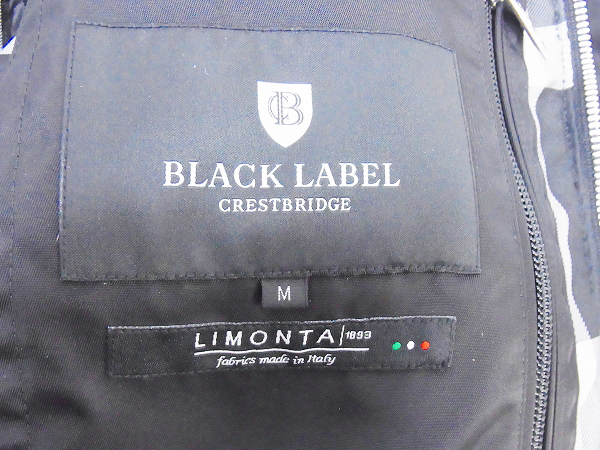 CB
BLACK LABEL
CRESTBRIDGE
M
LIMONTA 1893
fabrics made in Italy